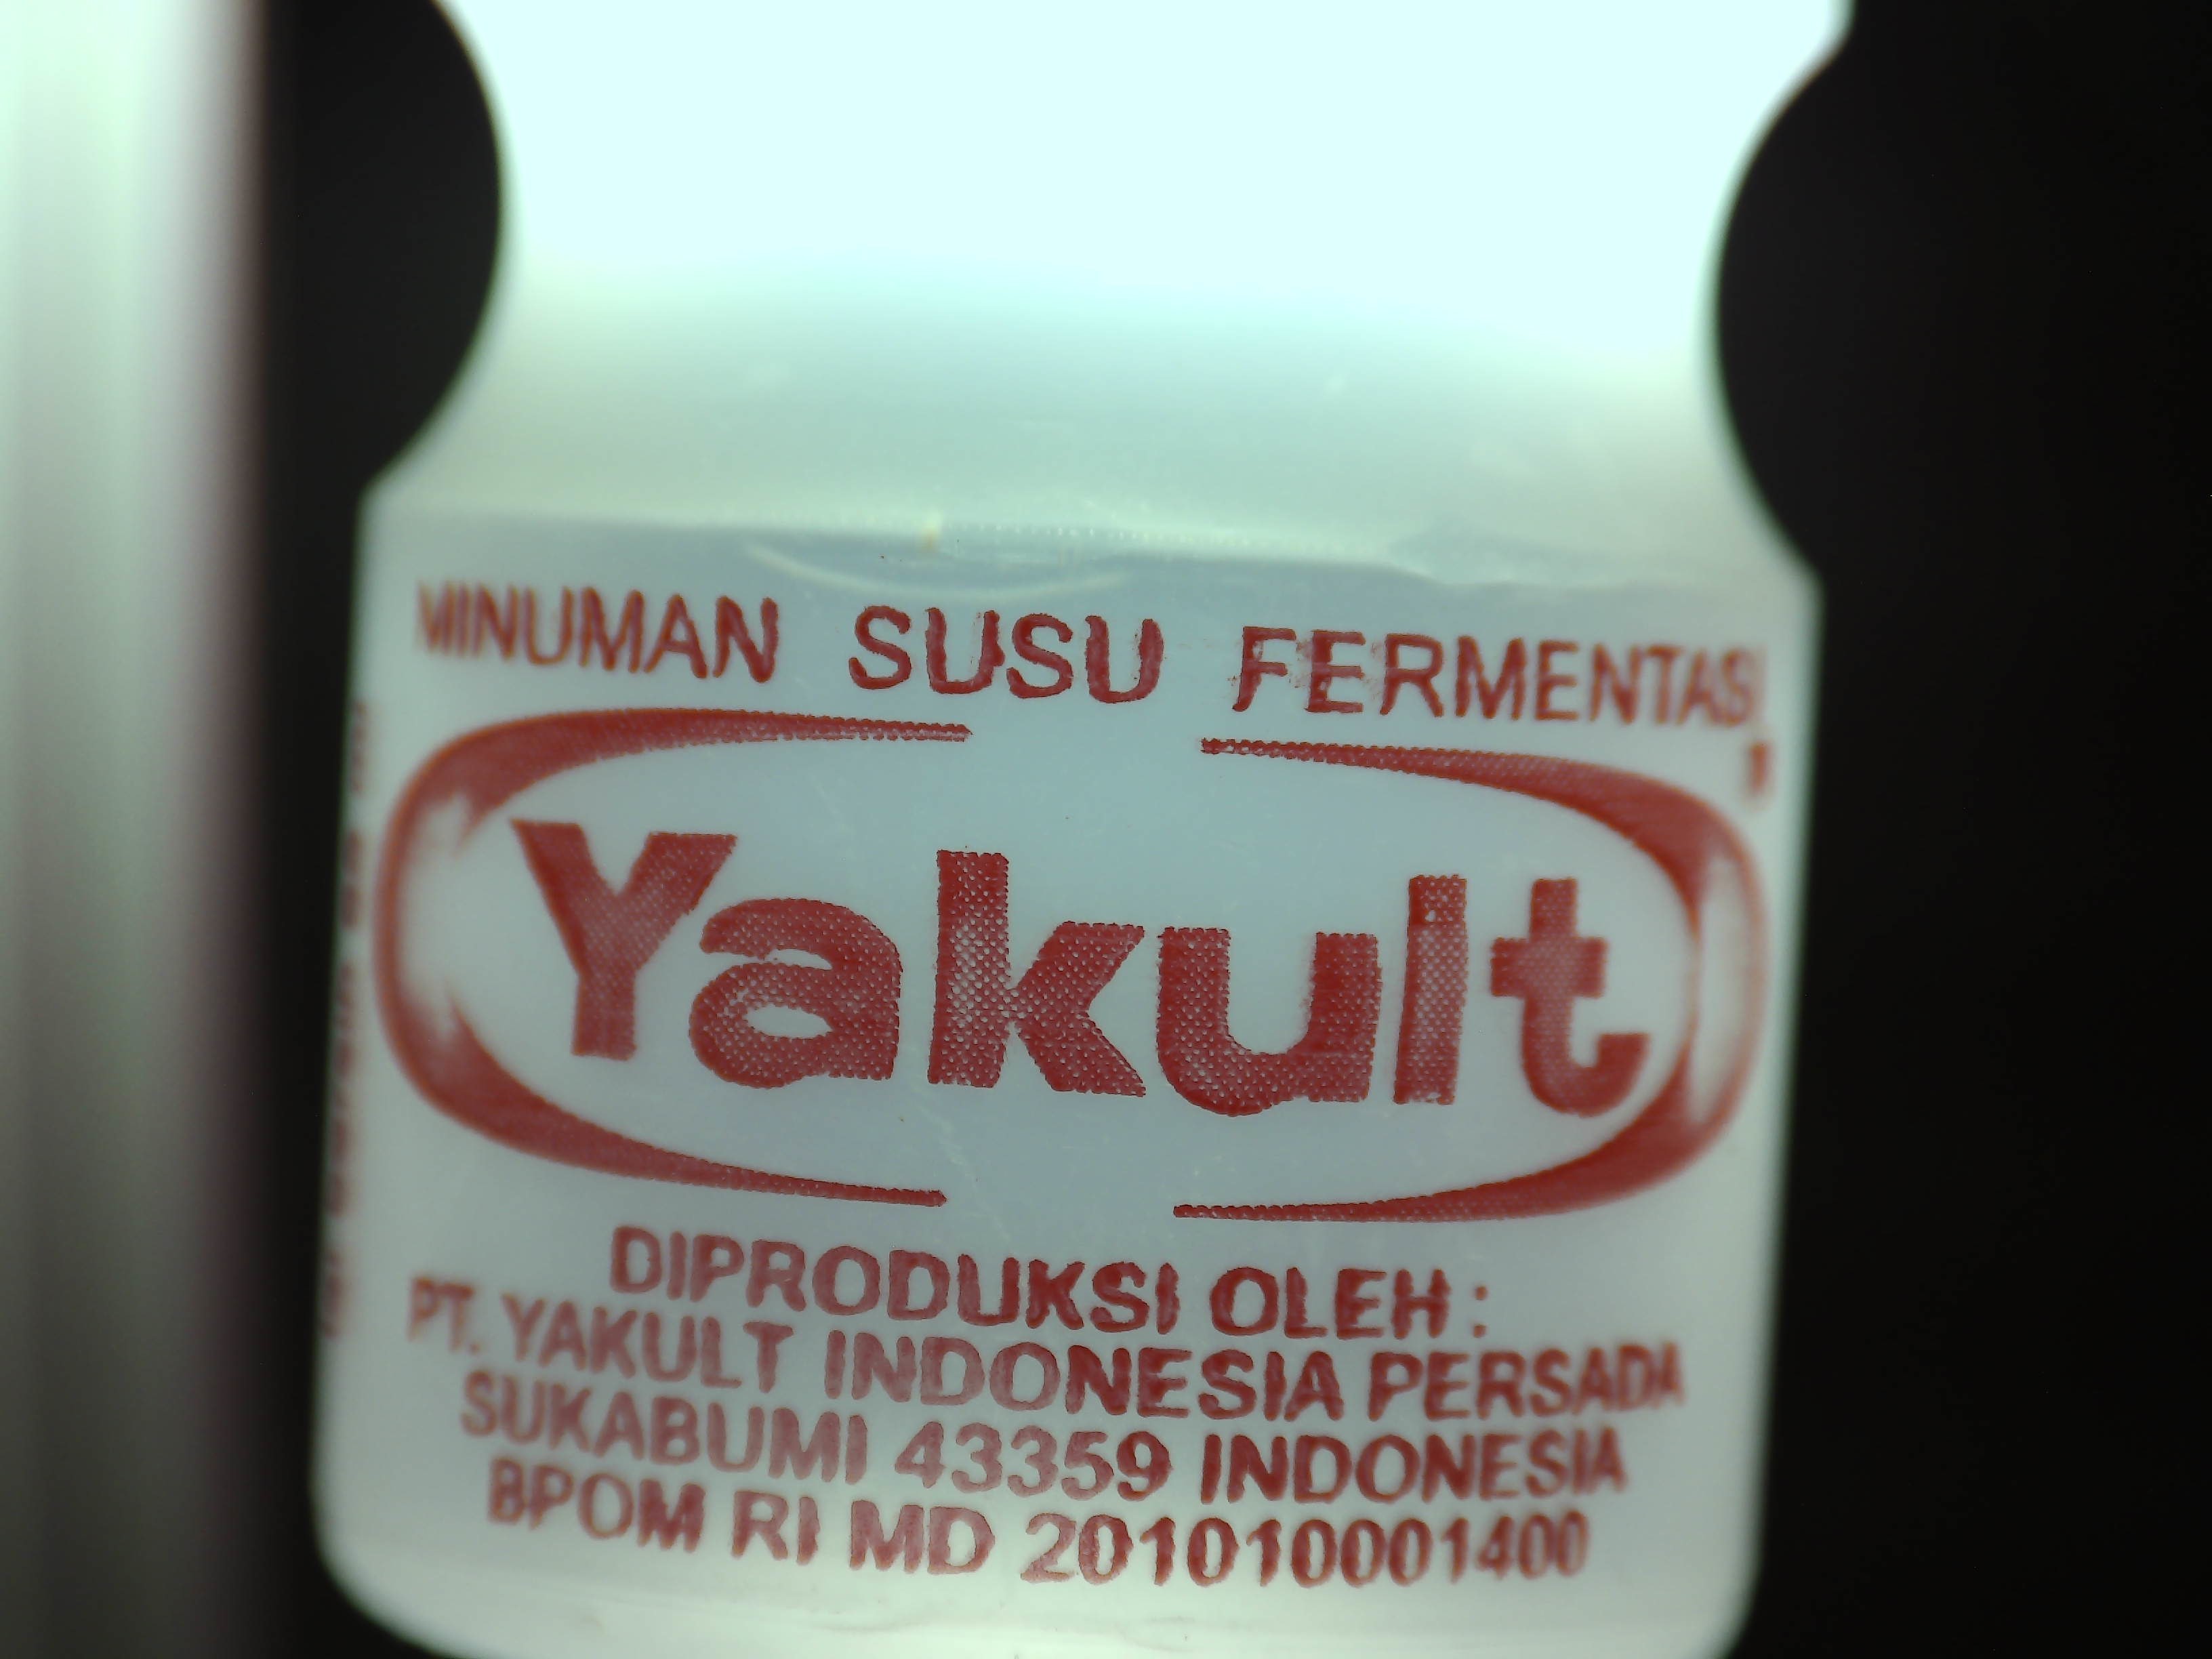 MINUMAN SUSU FERMENTASI
Yakult
DIPRODUKSI OLEH :
PT. YAKULT INDONESIA PERSADA
SUKABUMI 43359 INDONESIA
BPOM RI MD 201010001400